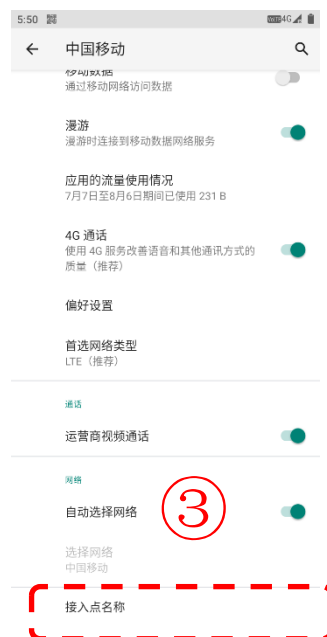 5:50
VoLTE 4G
中国移动
移动数据
通过移动网络访问数据
漫游
漫游时连接到移动数据网络服务
应用的流量使用情况
7月7日至8月6日期间已使用 231 B
4G 通话
使用 4G 服务改善语音和其他通讯方式的
质量（推荐）
偏好设置
首选网络类型
LTE（推荐）
通话
运营商视频通话
网络
自动选择网络
③
选择网络
中国移动
接入点名称